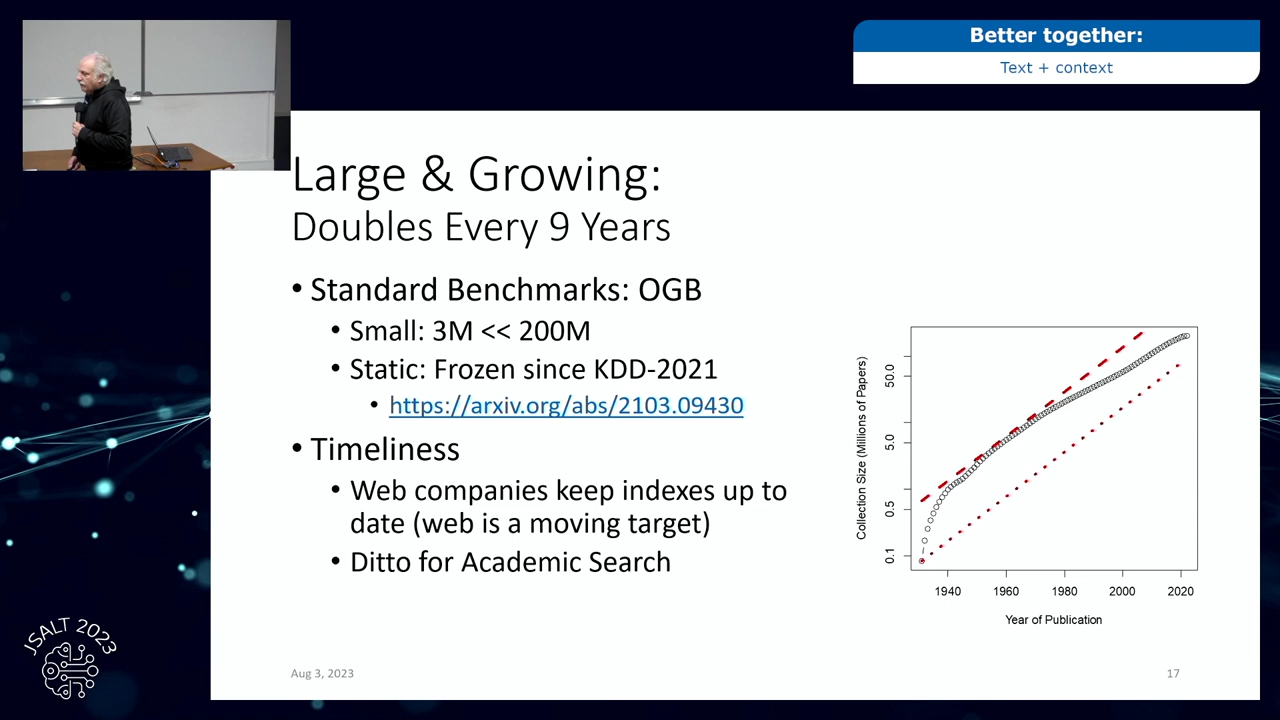 Better together:
Text + context
Large & Growing:
Doubles Every 9 Years
• Standard Benchmarks: OGB
• Small: 3M << 200M
• Static: Frozen since KDD-2021
• https://arxiv.org/abs/2103.09430
• Timeliness
• Web companies keep indexes up to
date (web is a moving target)
• Ditto for Academic Search
Collection Size (Millions of Papers)
50.0
5.0
0.5
0.1
1940 1960 1980 2000 2020
Year of Publication
Aug 3, 2023
17
JSALT 2023